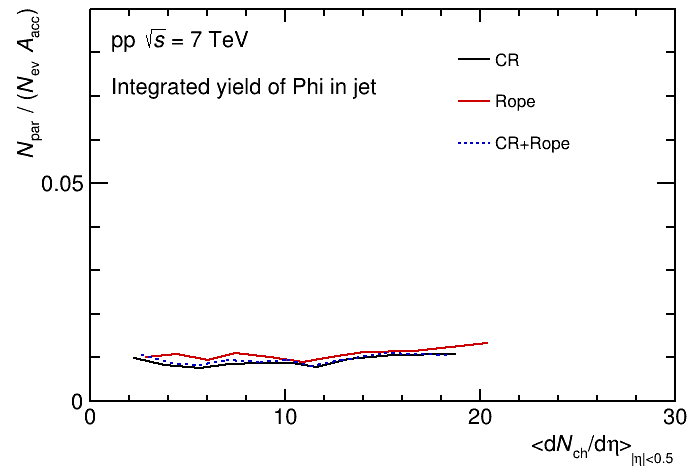 pp √s = 7 TeV
Integrated yield of Phi in jet
CR
Rope
CR+Rope
N_par / (N_ev A_acc)
0.05
0
0 10 20 30
<dN_ch/dη>_|η|<0.5